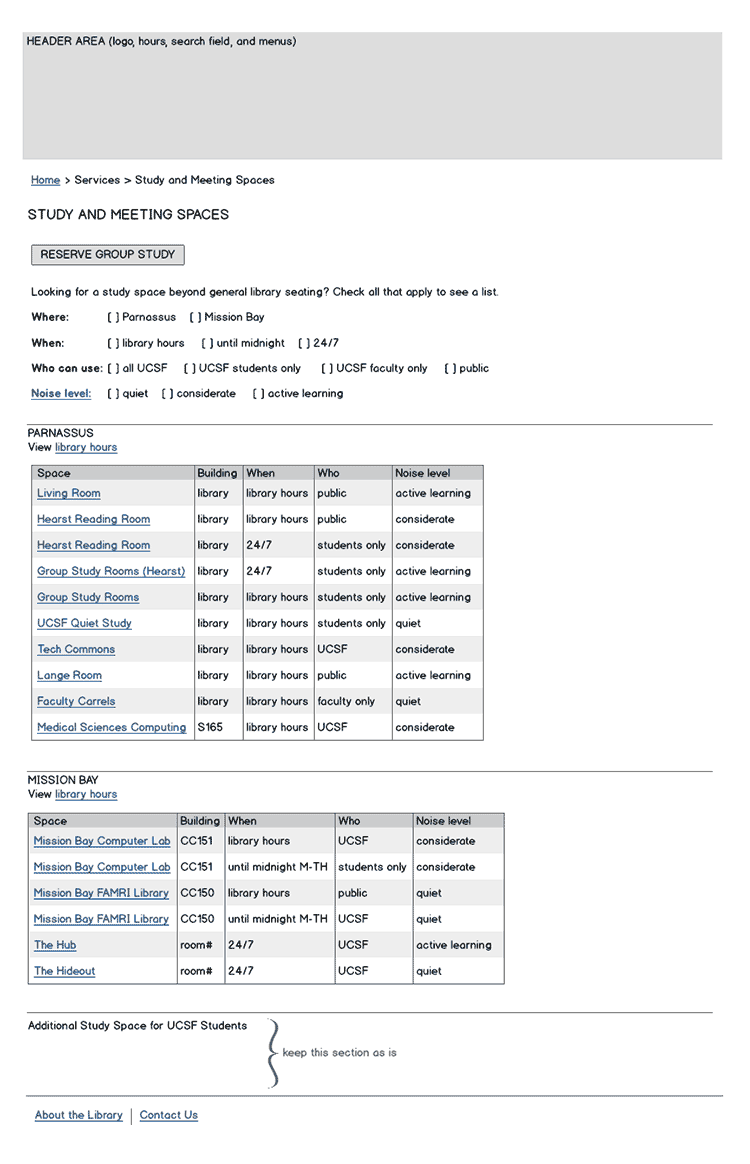 HEADER AREA (logo, hours, search field, and menus)
Home > Services > Study and Meeting Spaces
STUDY AND MEETING SPACES
RESERVE GROUP STUDY
Looking for a study space beyond general library seating? Check all that apply to see a list.
Where: [ ] Parnassus [ ] Mission Bay
When: [ ] library hours [ ] until midnight [ ] 24/7
Who can use: [ ] all UCSF [ ] UCSF students only [ ] UCSF faculty only [ ] public
Noise level: [ ] quiet [ ] considerate [ ] active learning
PARNASSUS
View library hours
Space Building When Who Noise level
Living Room library library hours public active learning
Hearst Reading Room library library hours public considerate
Hearst Reading Room library 24/7 students only considerate
Group Study Rooms (Hearst) library 24/7 students only active learning
Group Study Rooms library library hours students only active learning
UCSF Quiet Study library library hours students only quiet
Tech Commons library library hours UCSF considerate
Lange Room library library hours public active learning
Faculty Carrels library library hours faculty only quiet
Medical Sciences Computing S165 library hours UCSF considerate
MISSION BAY
View library hours
Space Building When Who Noise level
Mission Bay Computer Lab CC151 library hours UCSF considerate
Mission Bay Computer Lab CC151 until midnight M-TH students only considerate
Mission Bay FAMRI Library CC150 library hours public quiet
Mission Bay FAMRI Library CC150 until midnight M-TH UCSF quiet
The Hub room# 24/7 UCSF active learning
The Hideout room# 24/7 UCSF quiet
Additional Study Space for UCSF Students
keep this section as is
About the Library | Contact Us